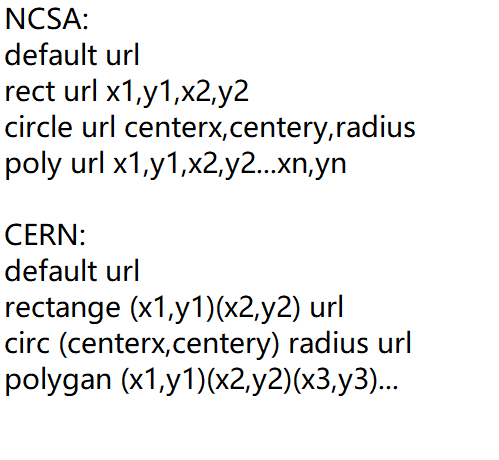 NCSA:
default url
rect url x1,y1,x2,y2
circle url centerx,centery,radius
poly url x1,y1,x2,y2...xn,yn
CERN:
default url
rectange (x1,y1)(x2,y2) url
circ (centerx,centery) radius url
polygan (x1,y1)(x2,y2)(x3,y3)...